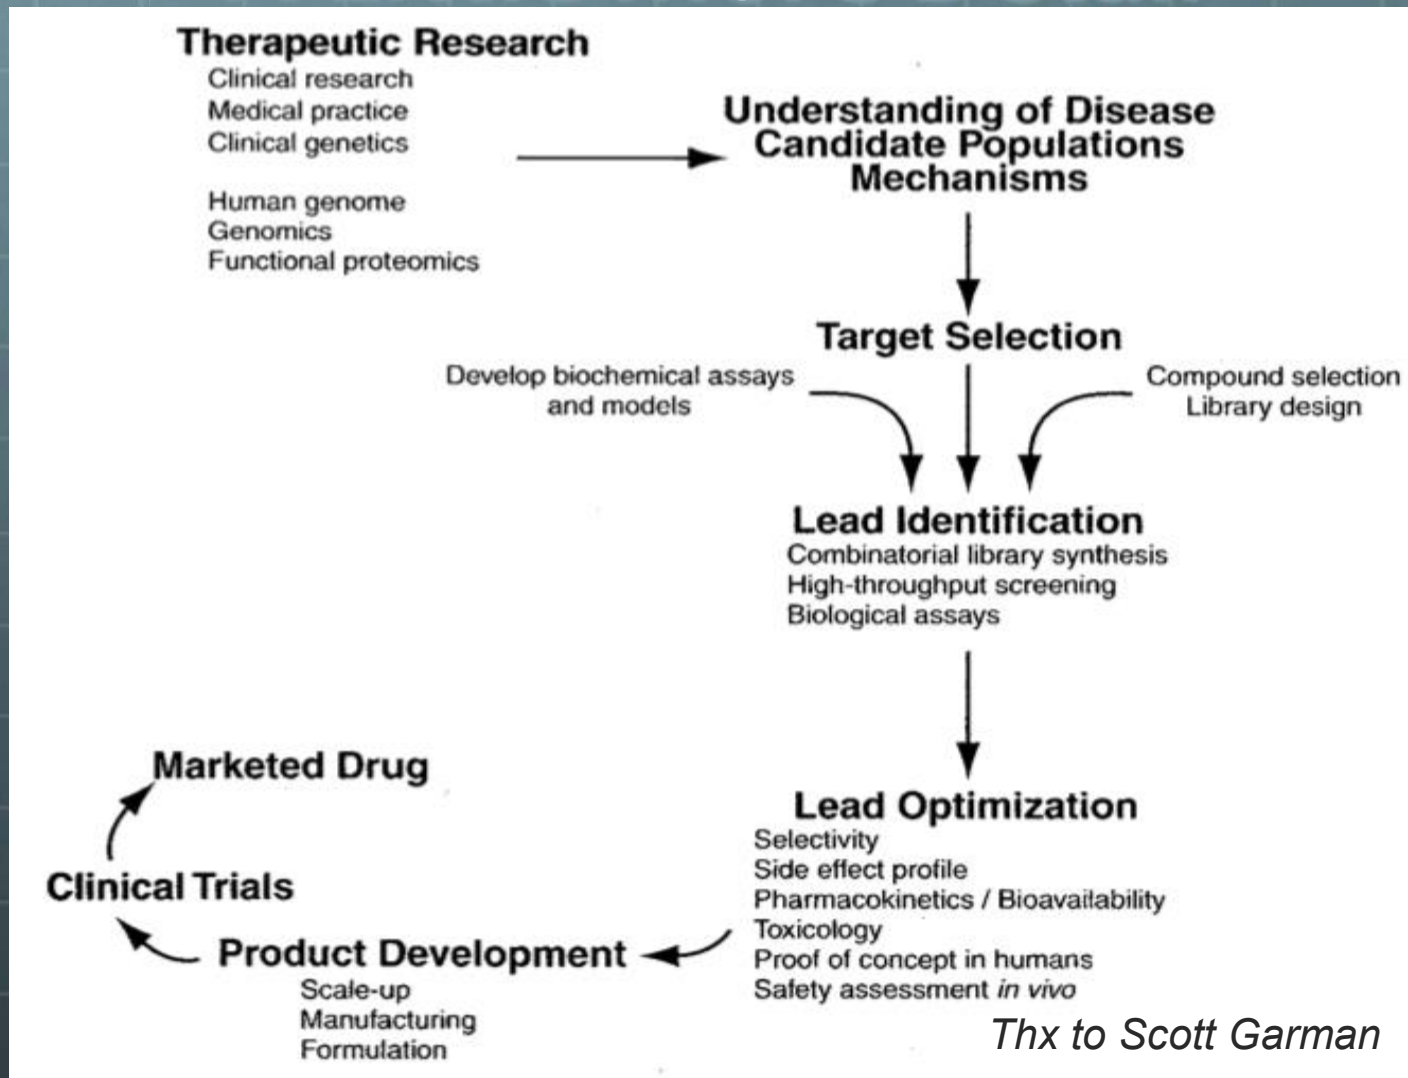 Therapeutic Research
Clinical research
Medical practice
Clinical genetics
Human genome
Genomics
Functional proteomics
Understanding of Disease
Candidate Populations
Mechanisms
Target Selection
Develop biochemical assays
and models
Compound selection
Library design
Lead Identification
Combinatorial library synthesis
High-throughput screening
Biological assays
Lead Optimization
Selectivity
Side effect profile
Pharmacokinetics / Bioavailability
Toxicology
Proof of concept in humans
Safety assessment in vivo
Product Development
Scale-up
Manufacturing
Formulation
Clinical Trials
Marketed Drug
Thx to Scott Garman